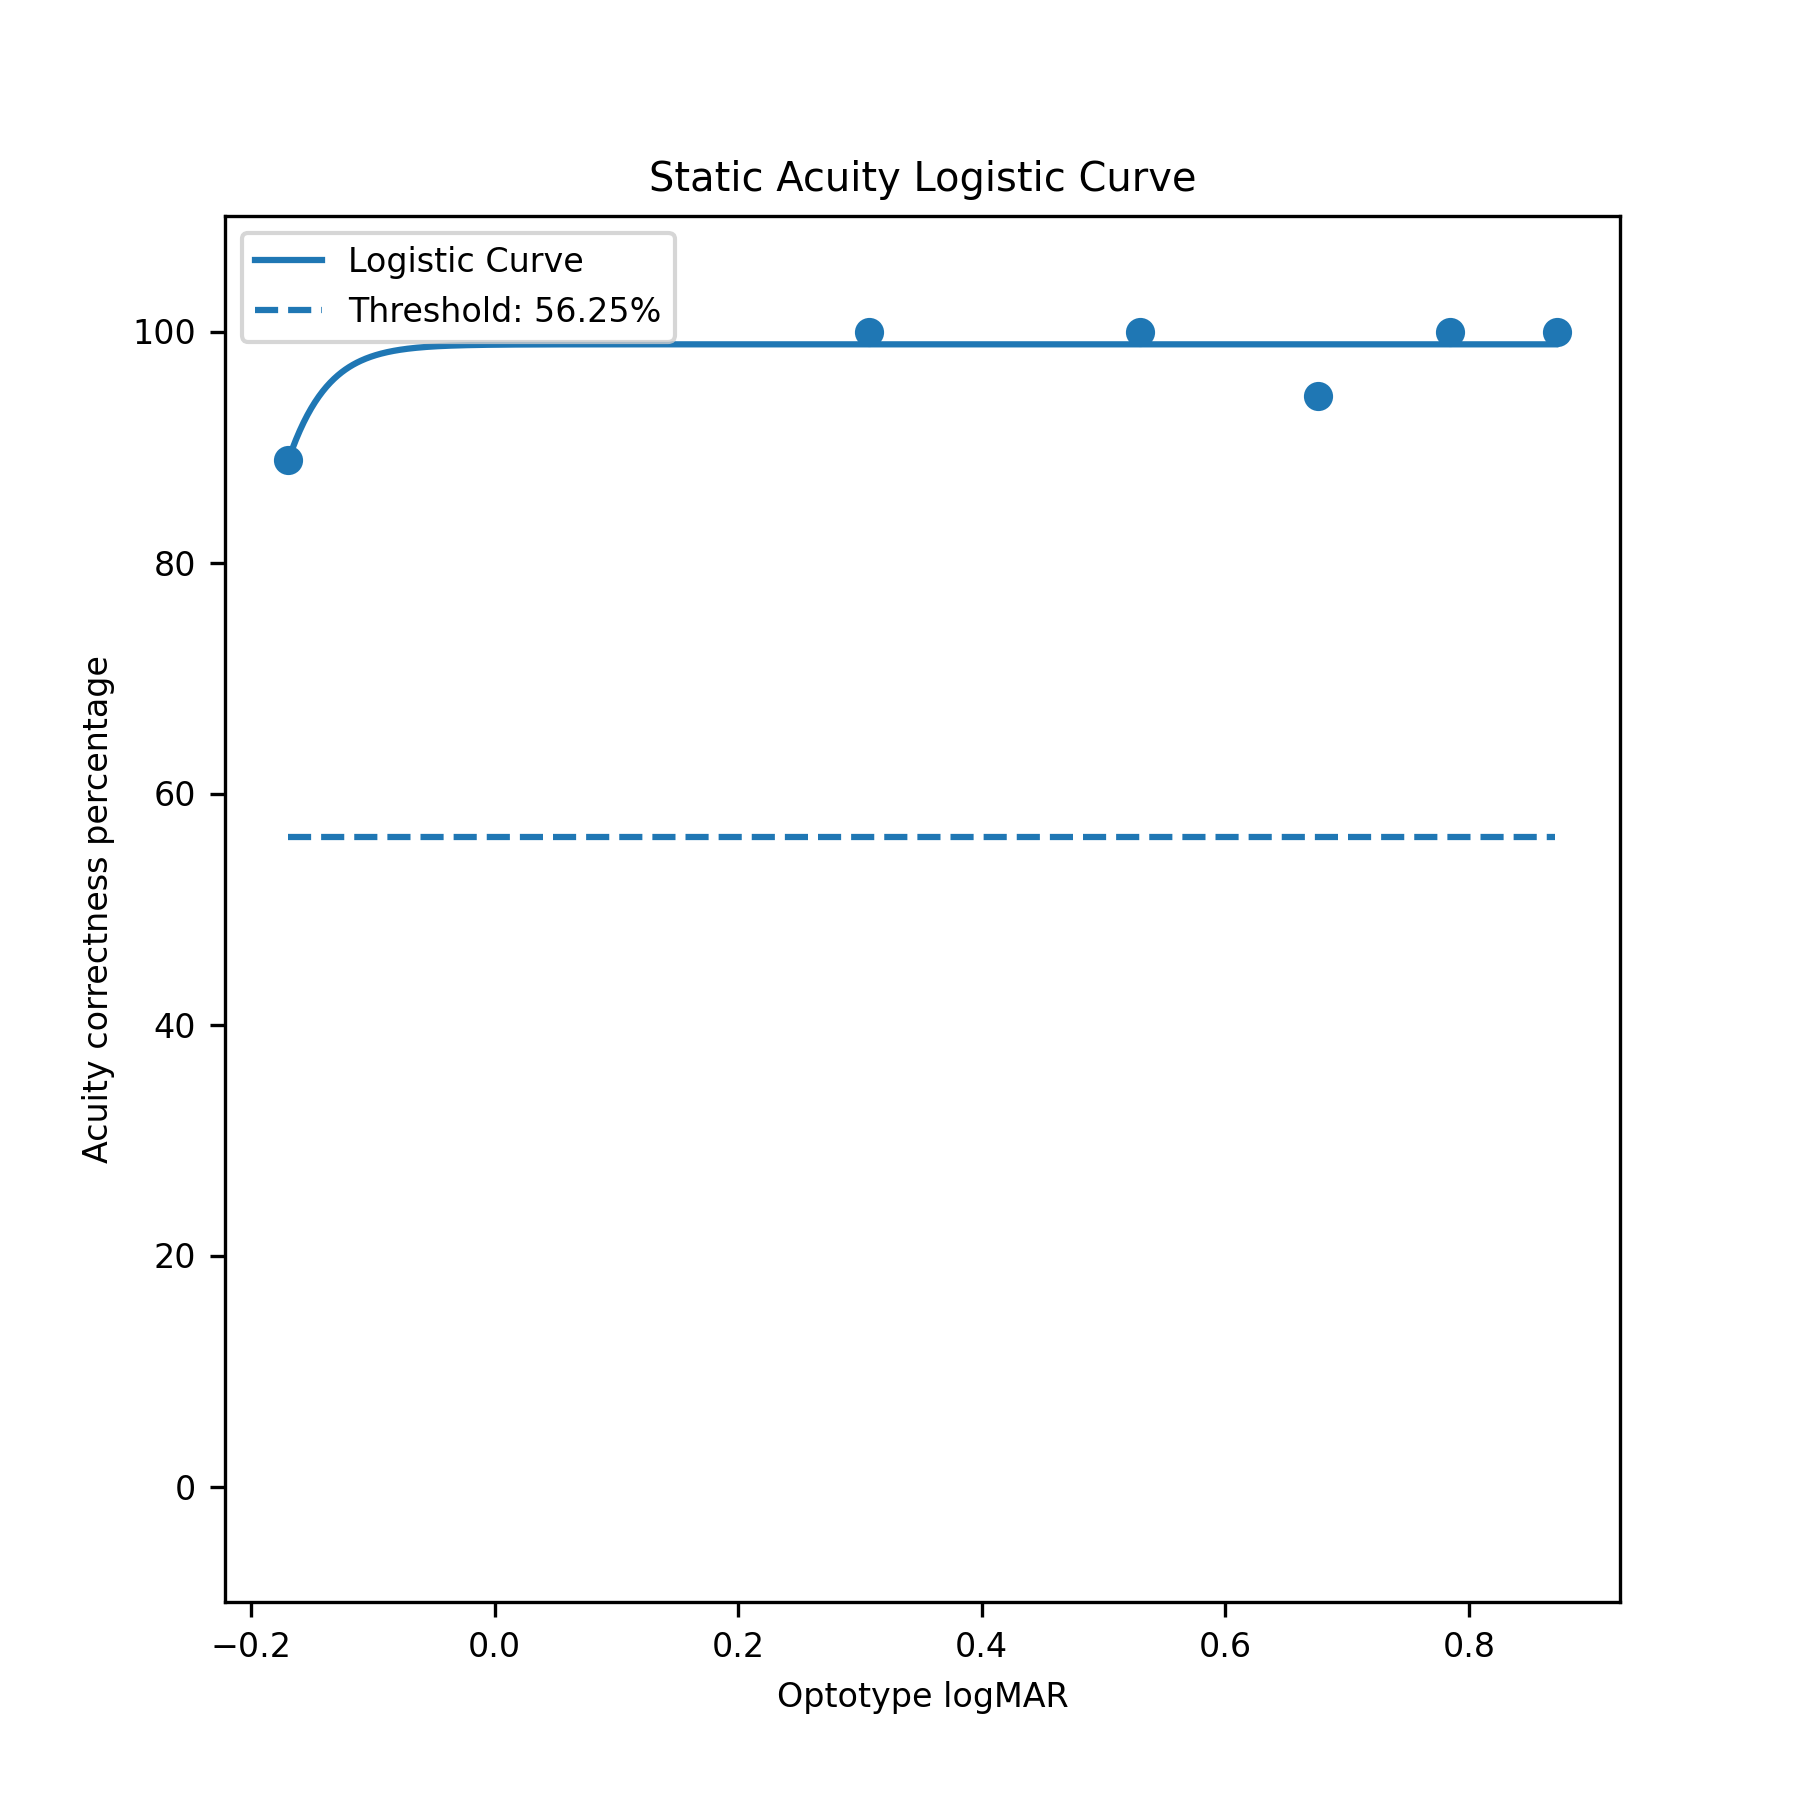 Static Acuity Logistic Curve
Logistic Curve
Threshold: 56.25%
100
80
60
40
20
0
Acuity correctness percentage
−0.2 0.0 0.2 0.4 0.6 0.8
Optotype logMAR